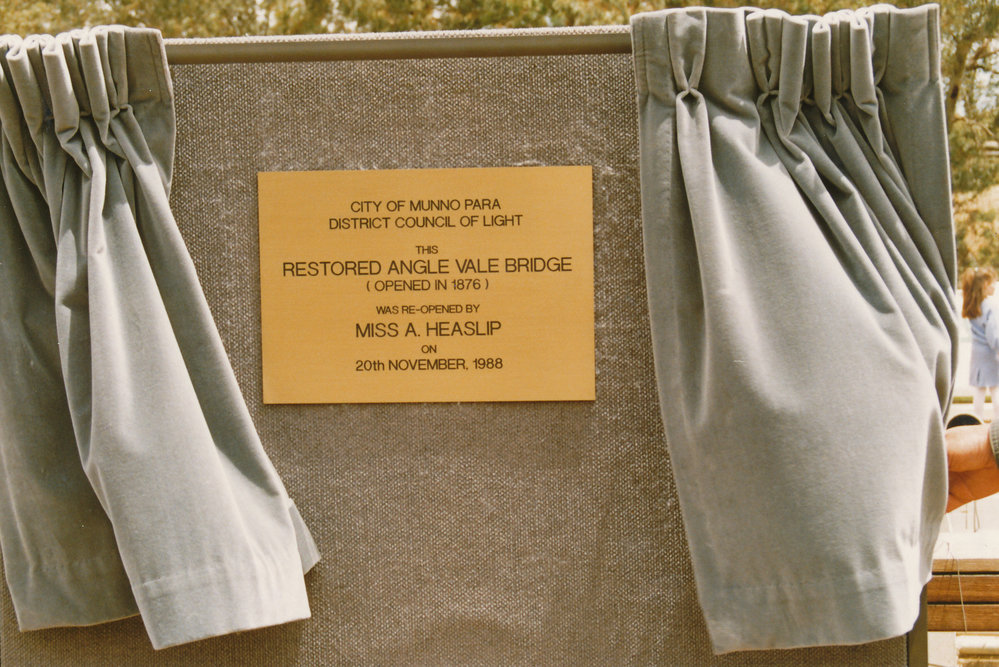 CITY OF MUNNO PARA
DISTRICT COUNCIL OF LIGHT
THIS
RESTORED ANGLE VALE BRIDGE
( OPENED IN 1876 )
WAS RE-OPENED BY
MISS A. HEASLIP
ON
20th NOVEMBER, 1988